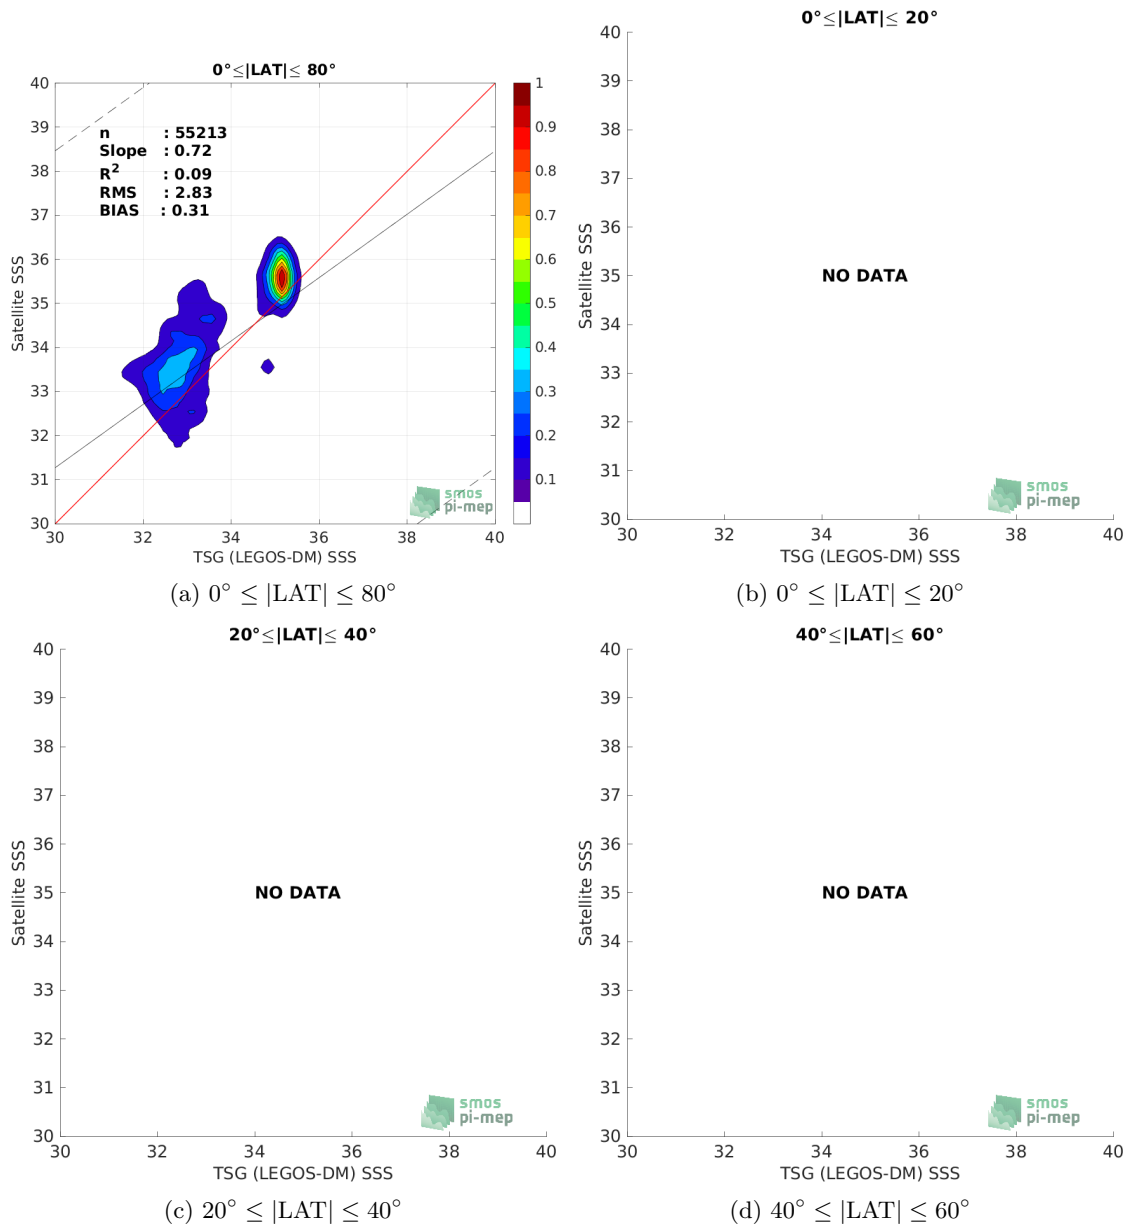 0°≤|LAT|≤ 80°
40
39
38
37
36
35
34
33
32
31
30
30 32 34 36 38 40
Satellite SSS
TSG (LEGOS-DM) SSS
n : 55213
Slope : 0.72
R² : 0.09
RMS : 2.83
BIAS : 0.31
1
0.9
0.8
0.7
0.6
0.5
0.4
0.3
0.2
0.1
smos
pi-mep
(a) 0° ≤ |LAT| ≤ 80°
0°≤|LAT|≤ 20°
40
39
38
37
36
35
34
33
32
31
30
30 32 34 36 38 40
Satellite SSS
TSG (LEGOS-DM) SSS
NO DATA
smos
pi-mep
(b) 0° ≤ |LAT| ≤ 20°
20°≤|LAT|≤ 40°
40
39
38
37
36
35
34
33
32
31
30
30 32 34 36 38 40
Satellite SSS
TSG (LEGOS-DM) SSS
NO DATA
smos
pi-mep
(c) 20° ≤ |LAT| ≤ 40°
40°≤|LAT|≤ 60°
40
39
38
37
36
35
34
33
32
31
30
30 32 34 36 38 40
Satellite SSS
TSG (LEGOS-DM) SSS
NO DATA
smos
pi-mep
(d) 40° ≤ |LAT| ≤ 60°